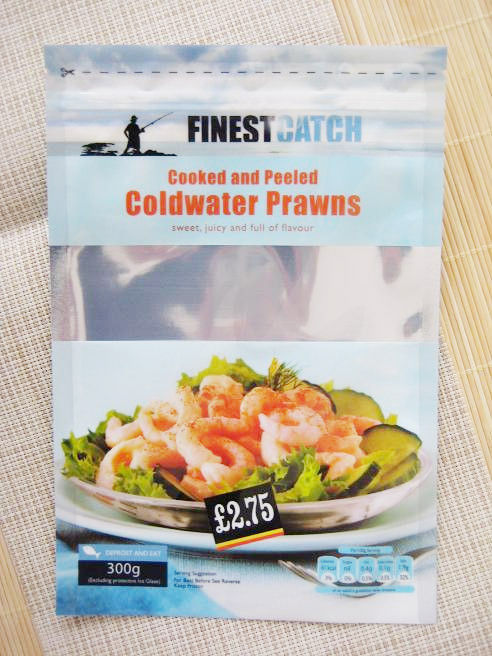 FINESTCATCH
Cooked and Peeled
Coldwater Prawns
sweet, juicy and full of flavour
£2.75
DEFROST AND EAT
300g
(Excluding protective Ice Glaze)
Serving Suggestion
For Best Before See Reverse
Keep Frozen